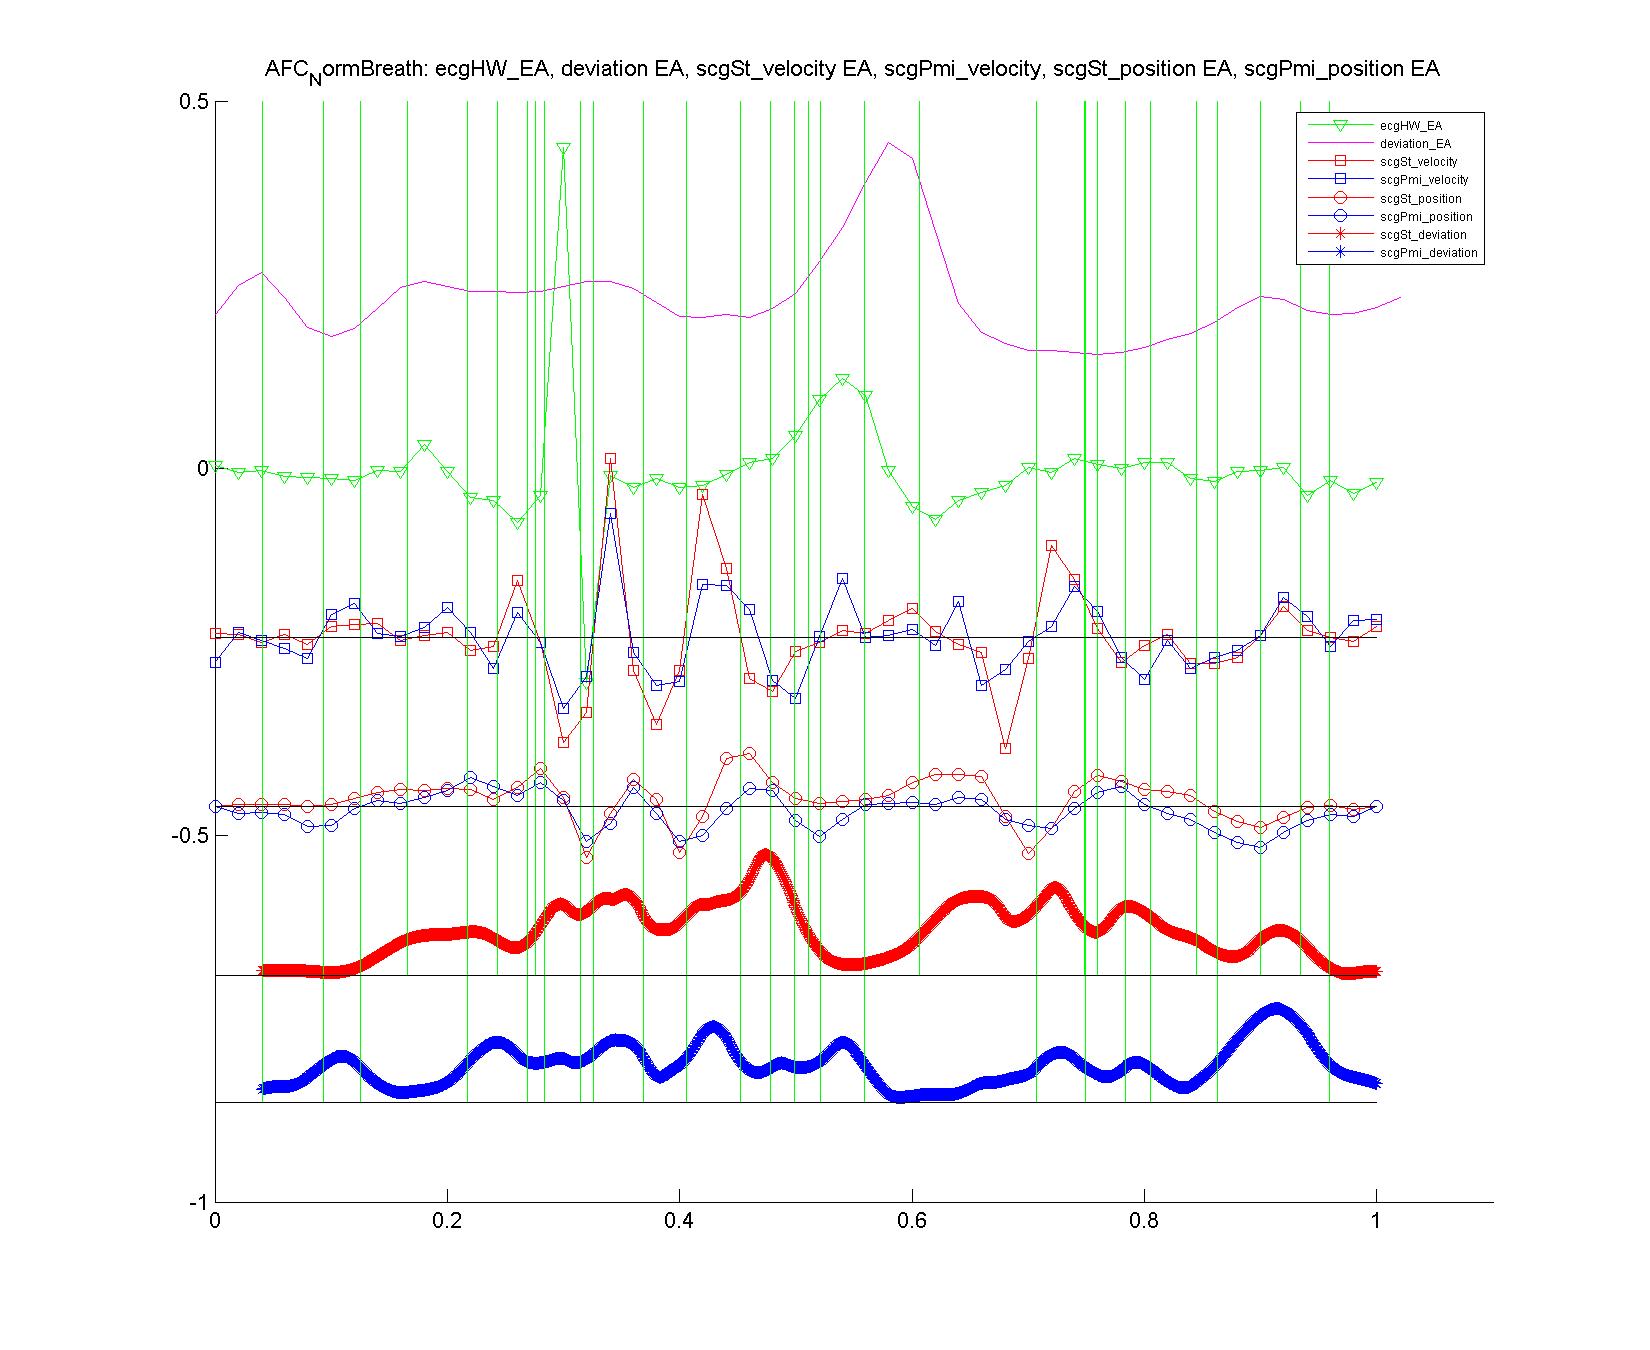 AFC_NormBreath: ecgHW_EA, deviation EA, scgSt_velocity EA, scgPmi_velocity, scgSt_position EA, scgPmi_position EA
0.5
ecgHW_EA
deviation_EA
scgSt_velocity
scgPmi_velocity
scgSt_position
scgPmi_position
scgSt_deviation
scgPmi_deviation
0
-0.5
-1
0 0.2 0.4 0.6 0.8 1